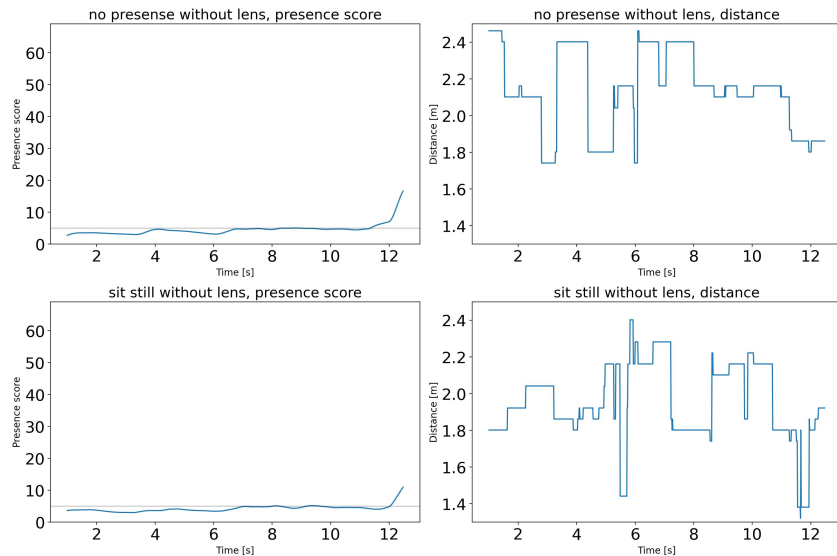 no presense without lens, presence score
60
50
40
30
20
10
0
Presence score
2 4 6 8 10 12
Time [s]
no presense without lens, distance
2.4
2.2
2.0
1.8
1.6
1.4
Distance [m]
2 4 6 8 10 12
Time [s]
sit still without lens, presence score
60
50
40
30
20
10
0
Presence score
2 4 6 8 10 12
Time [s]
sit still without lens, distance
2.4
2.2
2.0
1.8
1.6
1.4
Distance [m]
2 4 6 8 10 12
Time [s]